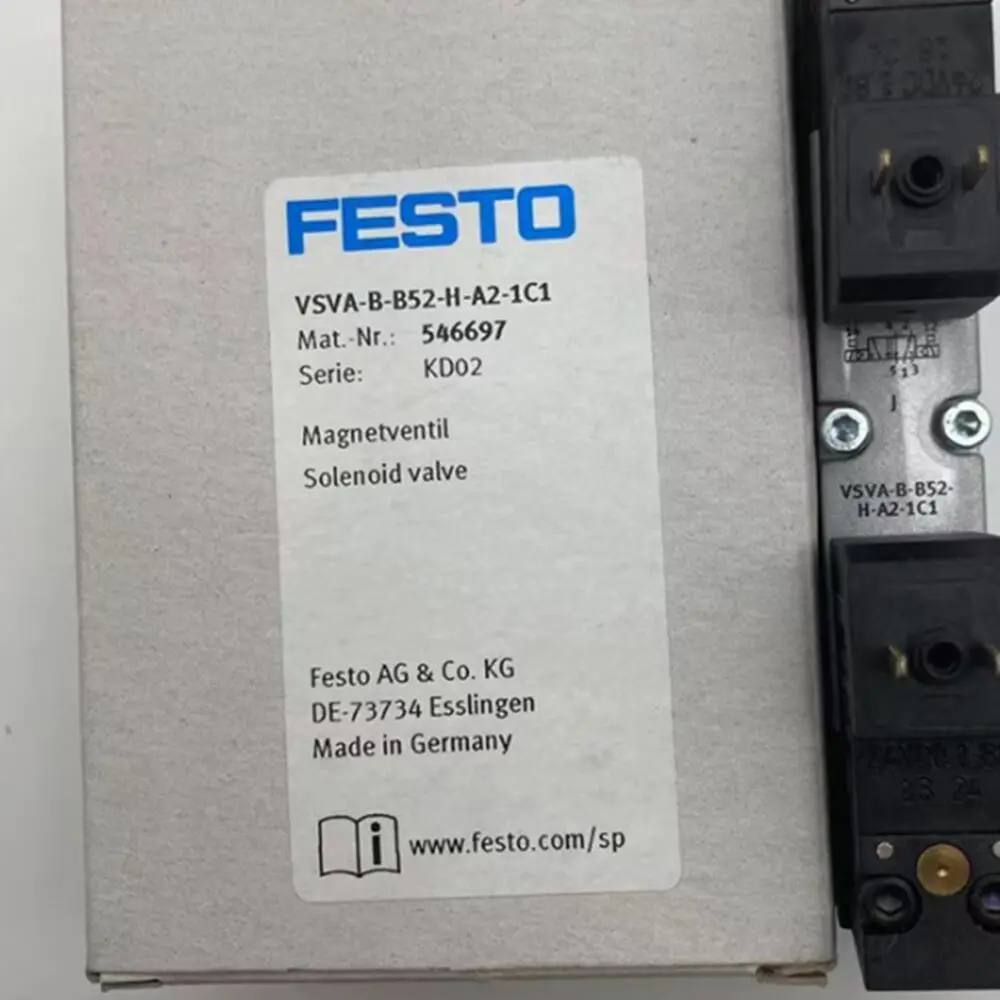 FESTO
VSVA-B-B52-H-A2-1C1
Mat.-Nr.: 546697
Serie: KD02
Magnetventil
Solenoid valve
Festo AG & Co. KG
DE-73734 Esslingen
Made in Germany
i www.festo.com/sp
513
J
VSVA-B-B52-
H-A2-1C1